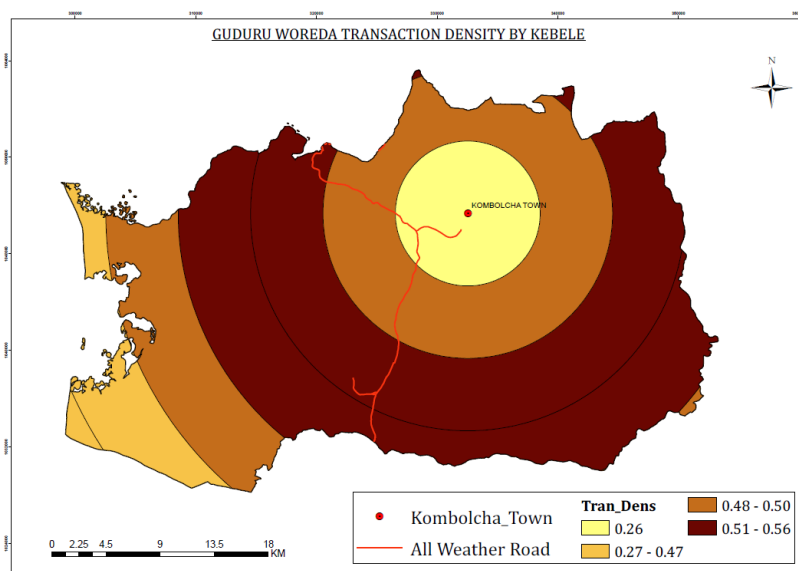 GUDURU WOREDA TRANSACTION DENSITY BY KEBELE
N
KOMBOLCHA TOWN
Kombolcha_Town
All Weather Road
Tran_Dens
0.26
0.27 - 0.47
0.48 - 0.50
0.51 - 0.56
0 2.25 4.5 9 13.5 18
KM